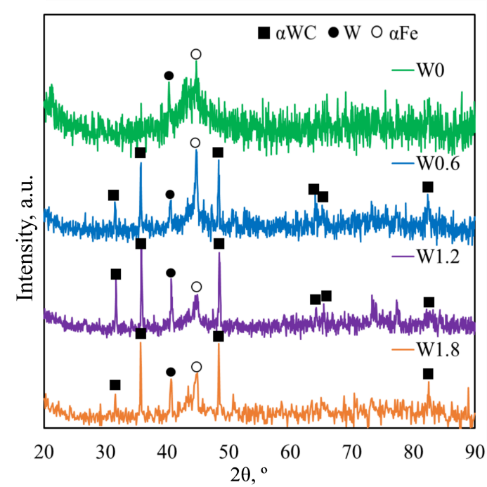 αWC W αFe
W0
W0.6
W1.2
W1.8
Intensity, a.u.
20 30 40 50 60 70 80 90
2θ, º